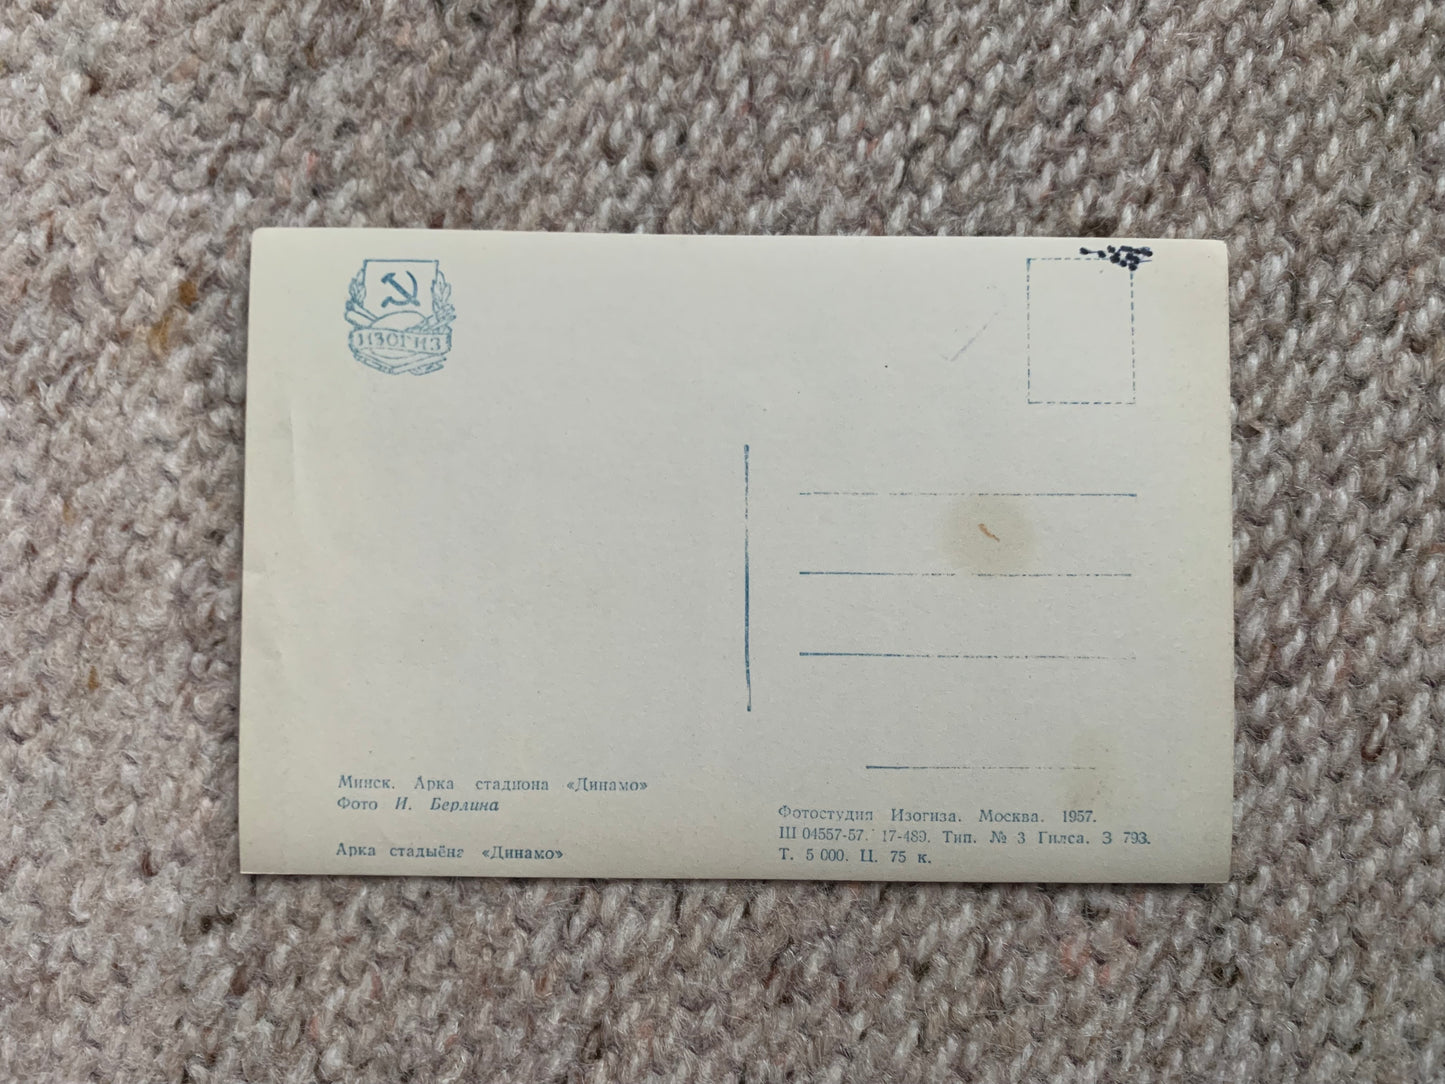 ИЗОГИЗ
Минск. Арка стадиона «Динамо»
Фото И. Берлина
Арка стадыёна «Динамо»
Фотостудия Изогиза. Москва. 1957.
Ш 04557-57. 17-489. Тип. № 3 Гилса. З 793.
Т. 5 000. Ц. 75 к.